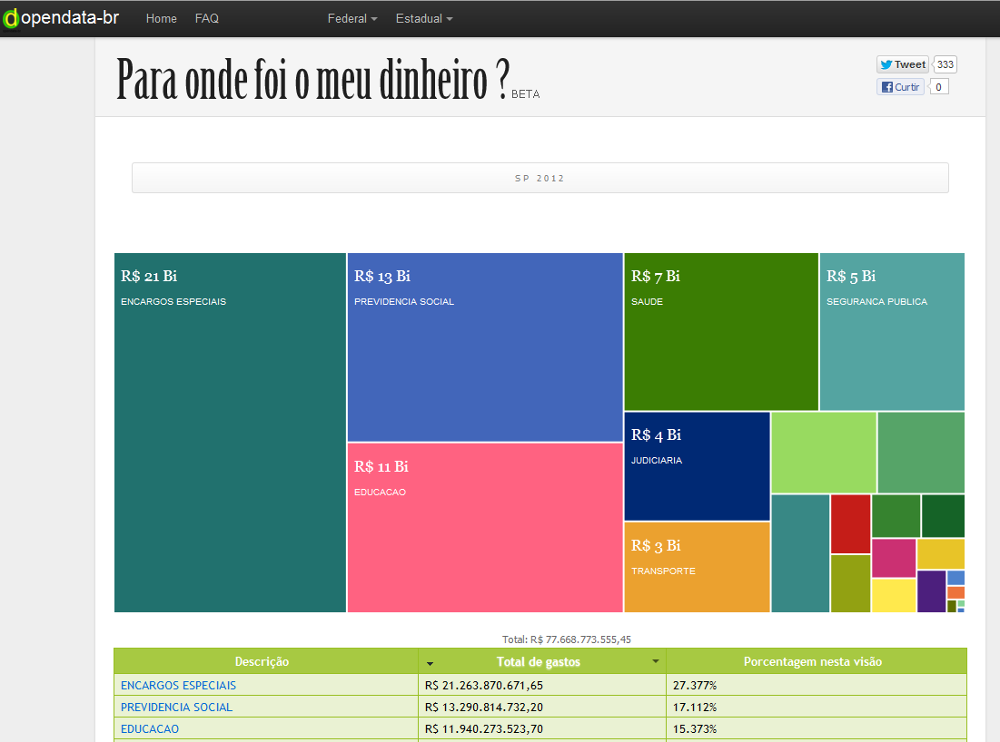 opendata-br Home FAQ Federal Estadual
Para onde foi o meu dinheiro ? BETA
Tweet 333
Curtir 0
SP 2012
R$ 21 Bi
ENCARGOS ESPECIAIS
R$ 13 Bi
PREVIDENCIA SOCIAL
R$ 7 Bi
SAUDE
R$ 5 Bi
SEGURANCA PUBLICA
R$ 11 Bi
EDUCACAO
R$ 4 Bi
JUDICIARIA
R$ 3 Bi
TRANSPORTE
Total: R$ 77.668.773.555,45
Descrição Total de gastos Porcentagem nesta visão
ENCARGOS ESPECIAIS R$ 21.263.870.671,65 27.377%
PREVIDENCIA SOCIAL R$ 13.290.814.732,20 17.112%
EDUCACAO R$ 11.940.273.523,70 15.373%